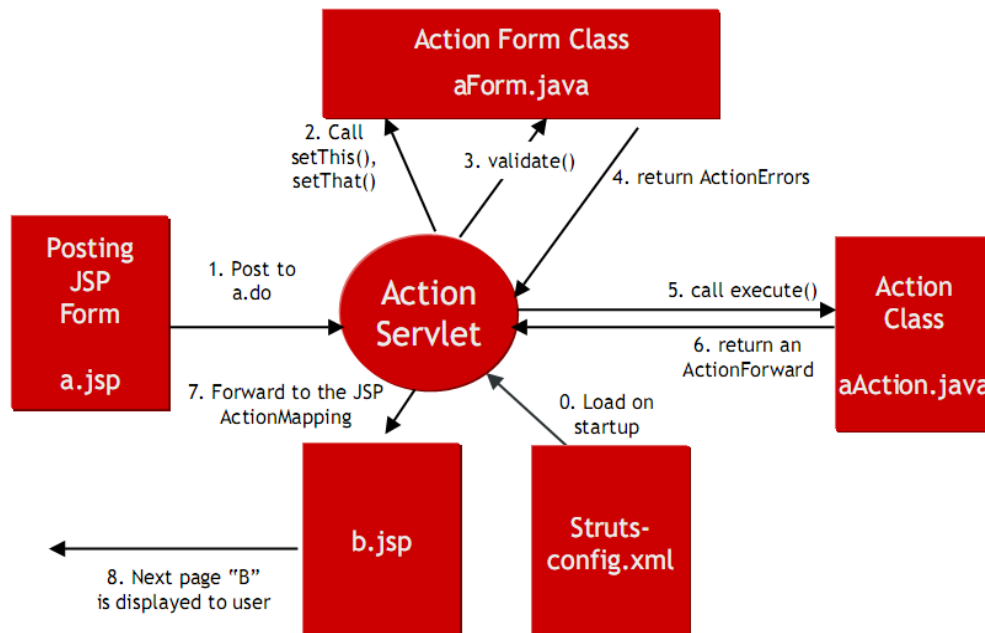 Action Form Class
aForm.java
2. Call
setThis(),
setThat()
3. validate()
4. return ActionErrors
Posting
JSP
Form
a.jsp
1. Post to
a.do
Action
Servlet
5. call execute()
6. return an
ActionForward
Action
Class
aAction.java
7. Forward to the JSP
ActionMapping
0. Load on
startup
b.jsp
Struts-
config.xml
8. Next page “B”
is displayed to user